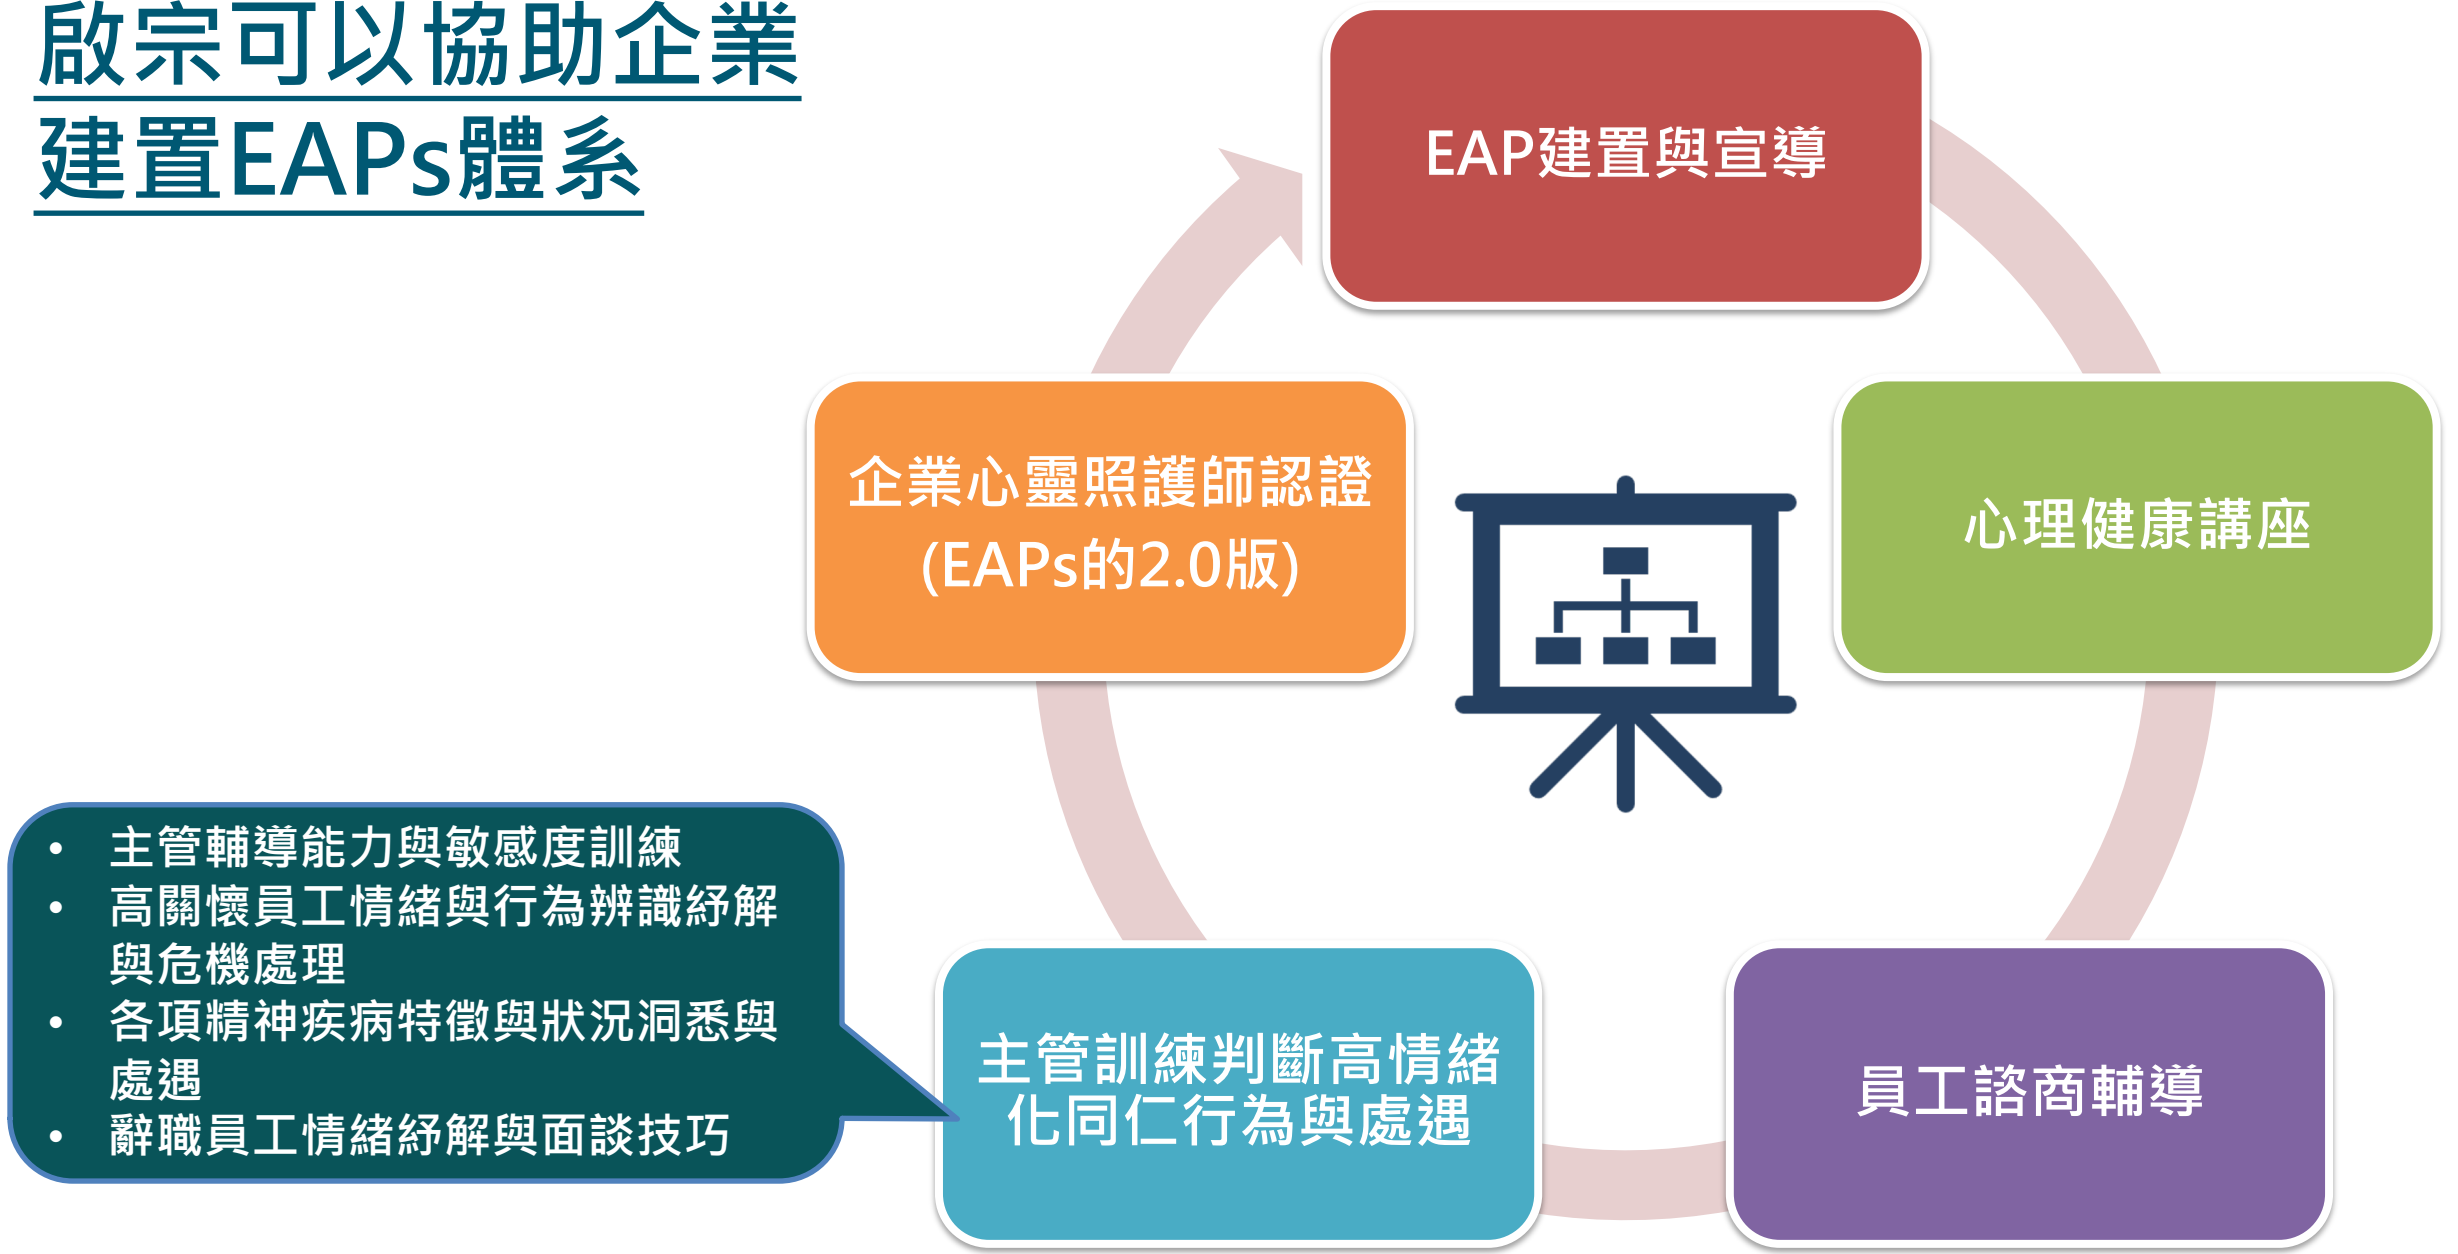 啟宗可以協助企業
建置EAPs體系
EAP建置與宣導
心理健康講座
員工諮商輔導
主管訓練判斷高情緒
化同仁行為與處遇
企業心靈照護師認證
(EAPs的2.0版)
• 主管輔導能力與敏感度訓練
• 高關懷員工情緒與行為辨識紓解
與危機處理
• 各項精神疾病特徵與狀況洞悉與
處遇
• 辭職員工情緒紓解與面談技巧